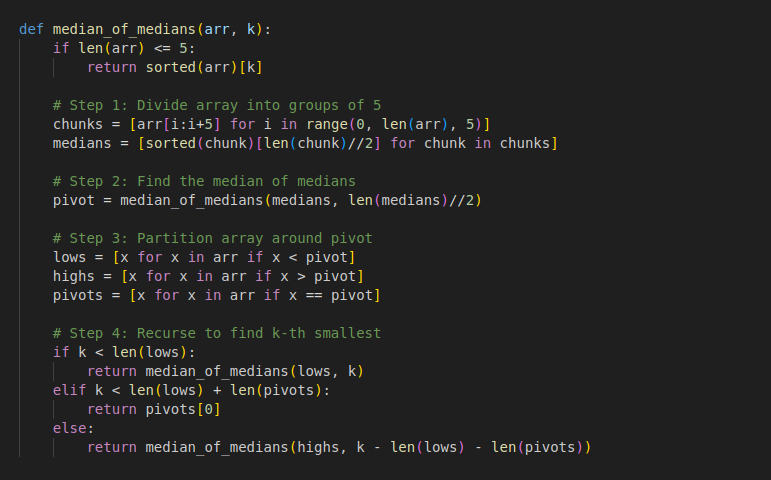 def median_of_medians(arr, k):
    if len(arr) <= 5:
        return sorted(arr)[k]

    # Step 1: Divide array into groups of 5
    chunks = [arr[i:i+5] for i in range(0, len(arr), 5)]
    medians = [sorted(chunk)[len(chunk)//2] for chunk in chunks]

    # Step 2: Find the median of medians
    pivot = median_of_medians(medians, len(medians)//2)

    # Step 3: Partition array around pivot
    lows = [x for x in arr if x < pivot]
    highs = [x for x in arr if x > pivot]
    pivots = [x for x in arr if x == pivot]

    # Step 4: Recurse to find k-th smallest
    if k < len(lows):
        return median_of_medians(lows, k)
    elif k < len(lows) + len(pivots):
        return pivots[0]
    else:
        return median_of_medians(highs, k - len(lows) - len(pivots))